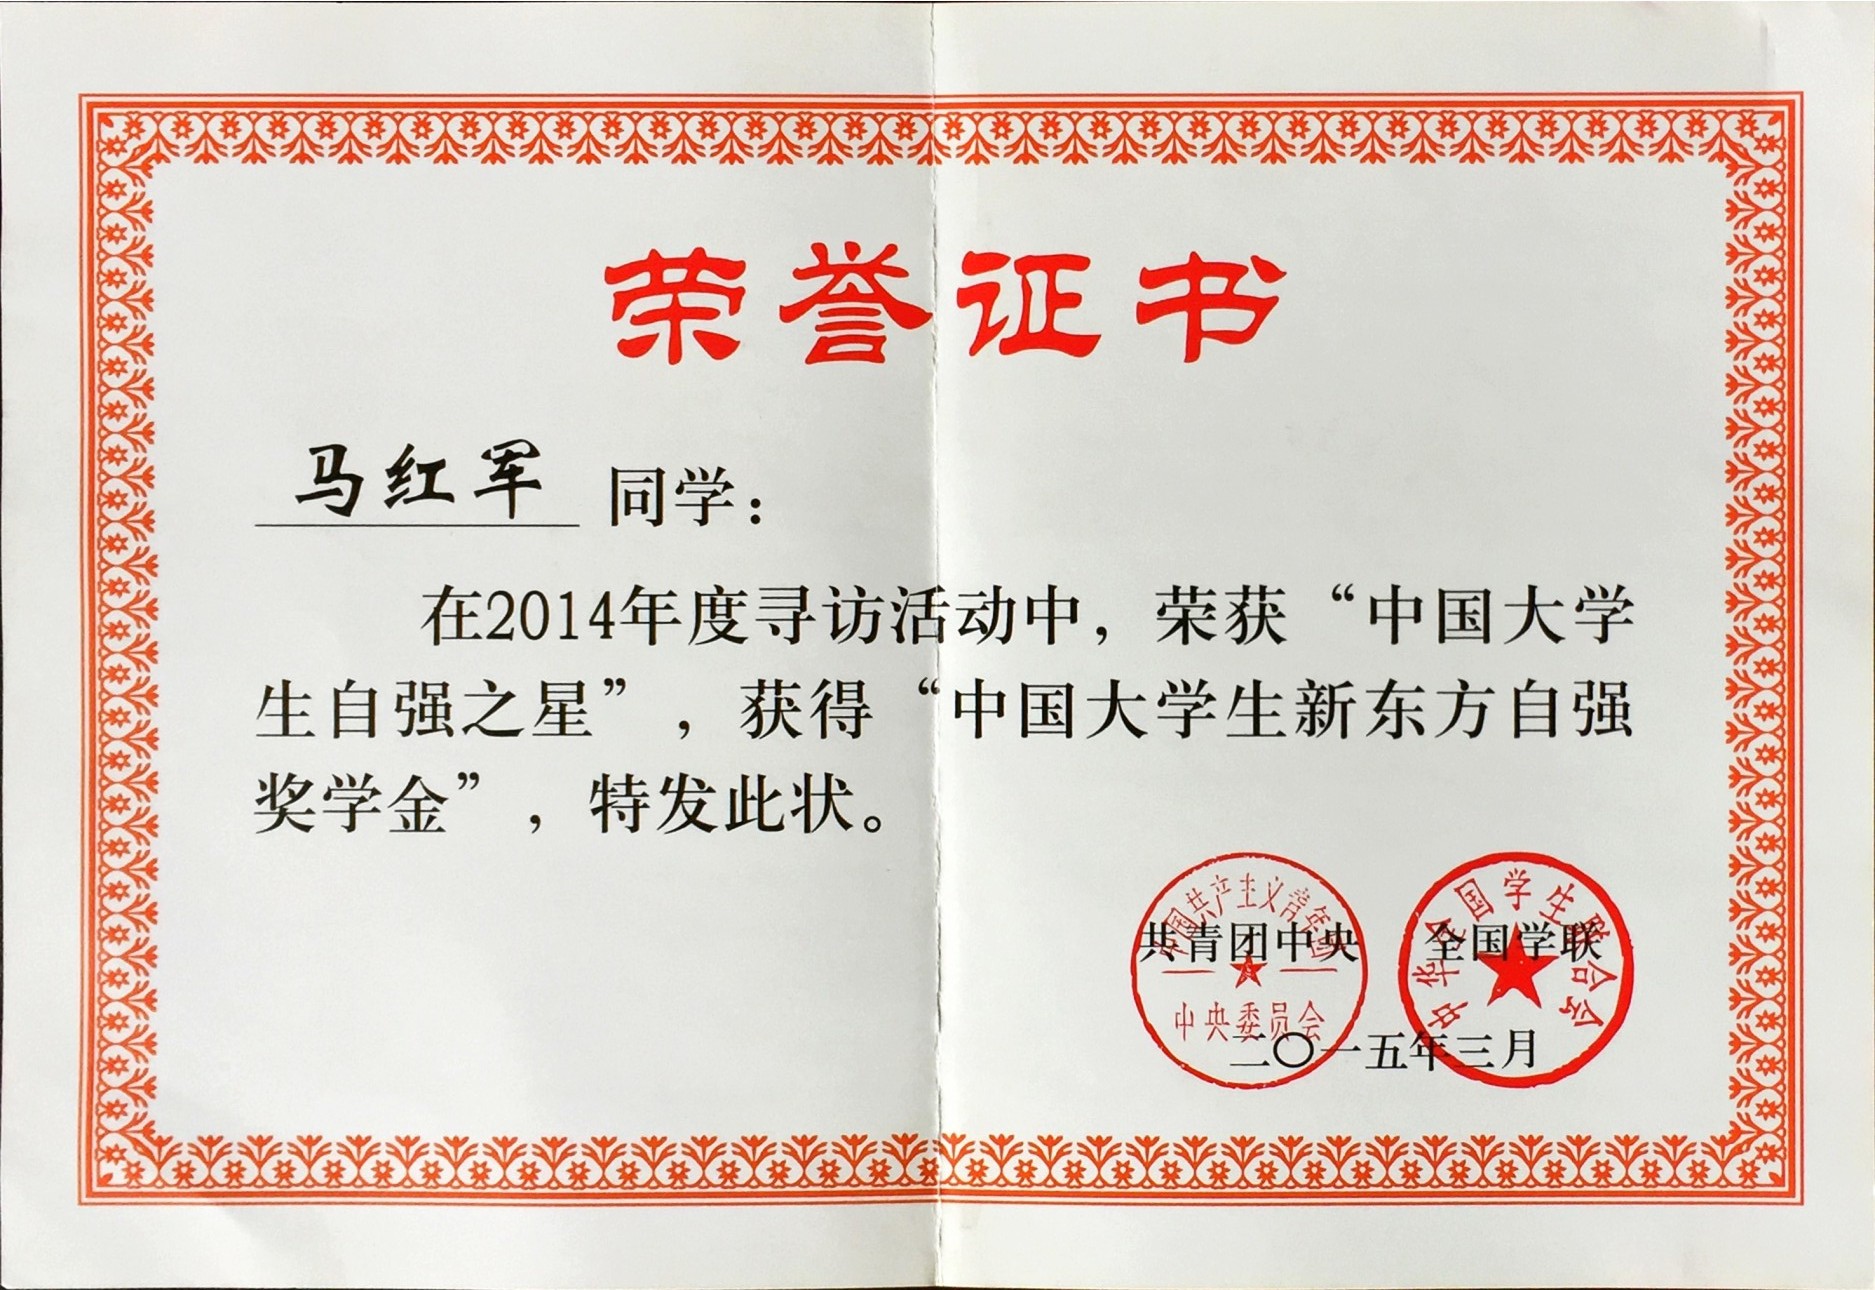 荣誉证书
马红军 同学：
在2014年度寻访活动中，荣获“中国大学
生自强之星”，获得“中国大学生新东方自强
奖学金”，特发此状。
中国共产主义青年团
共青团中央
中央委员会
中华全国学生联合会
全国学联
二〇一五年三月